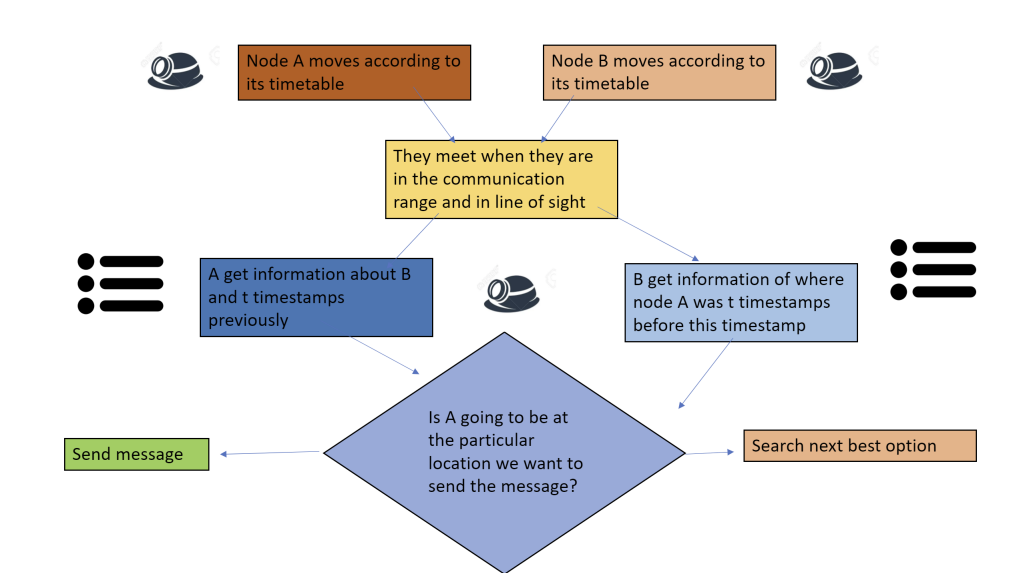 Node A moves according to
its timetable
Node B moves according to
its timetable
They meet when they are
in the communication
range and in line of sight
A get information about B
and t timestamps
previously
B get information of where
node A was t timestamps
before this timestamp
Is A going to be at
the particular
location we want to
send the message?
Send message
Search next best option